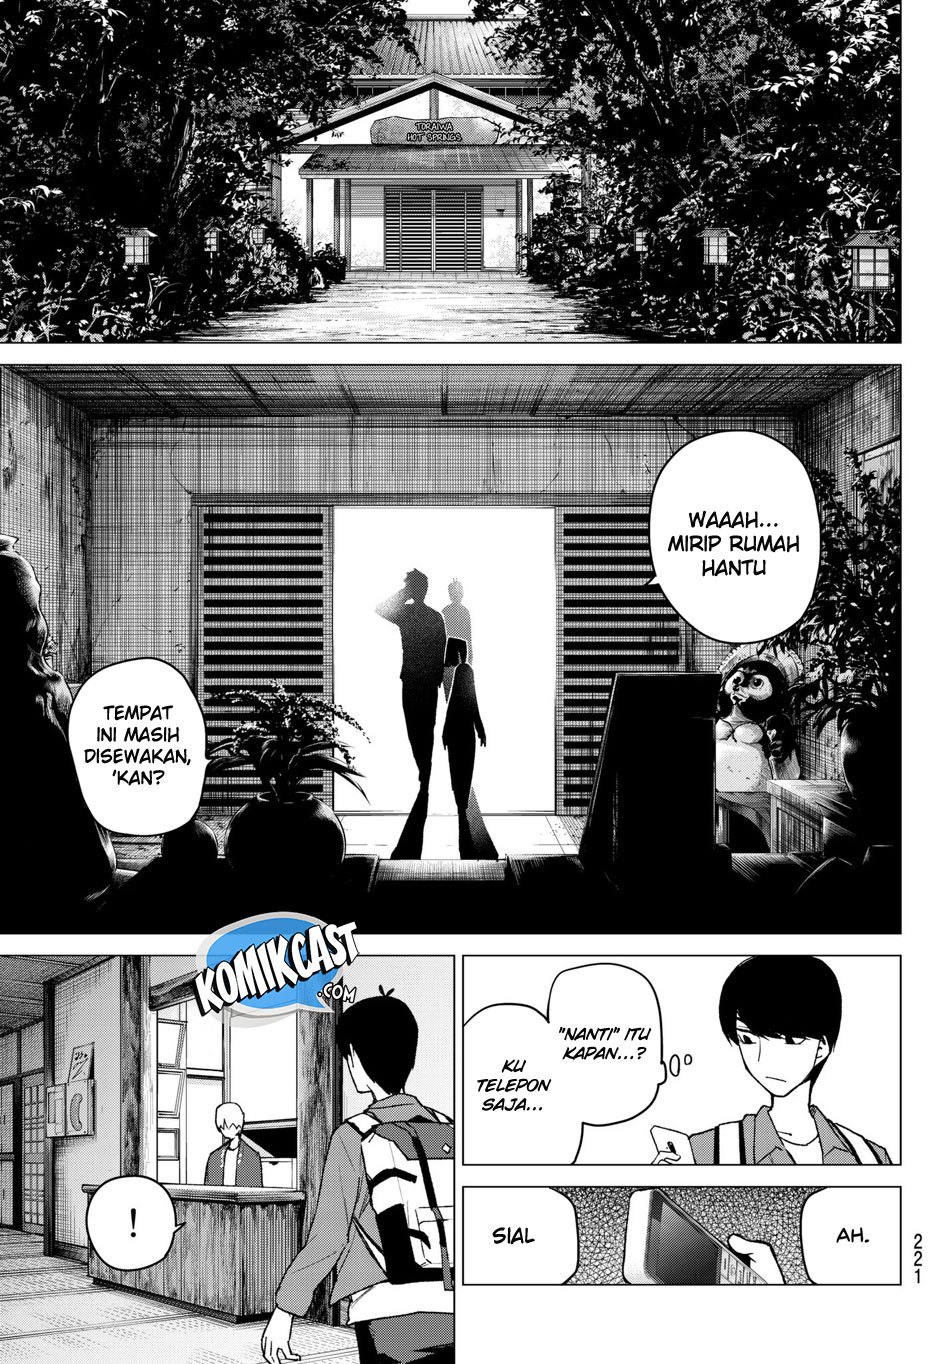 TORAIWA
HOT SPRINGS
WAAAH...
MIRIP RUMAH
HANTU
TEMPAT
INI MASIH
DISEWAKAN,
'KAN?
KOMIKCAST
.COM
"NANTI" ITU
KAPAN...?
KU
TELEPON
SAJA...
AH.
SIAL
!
221